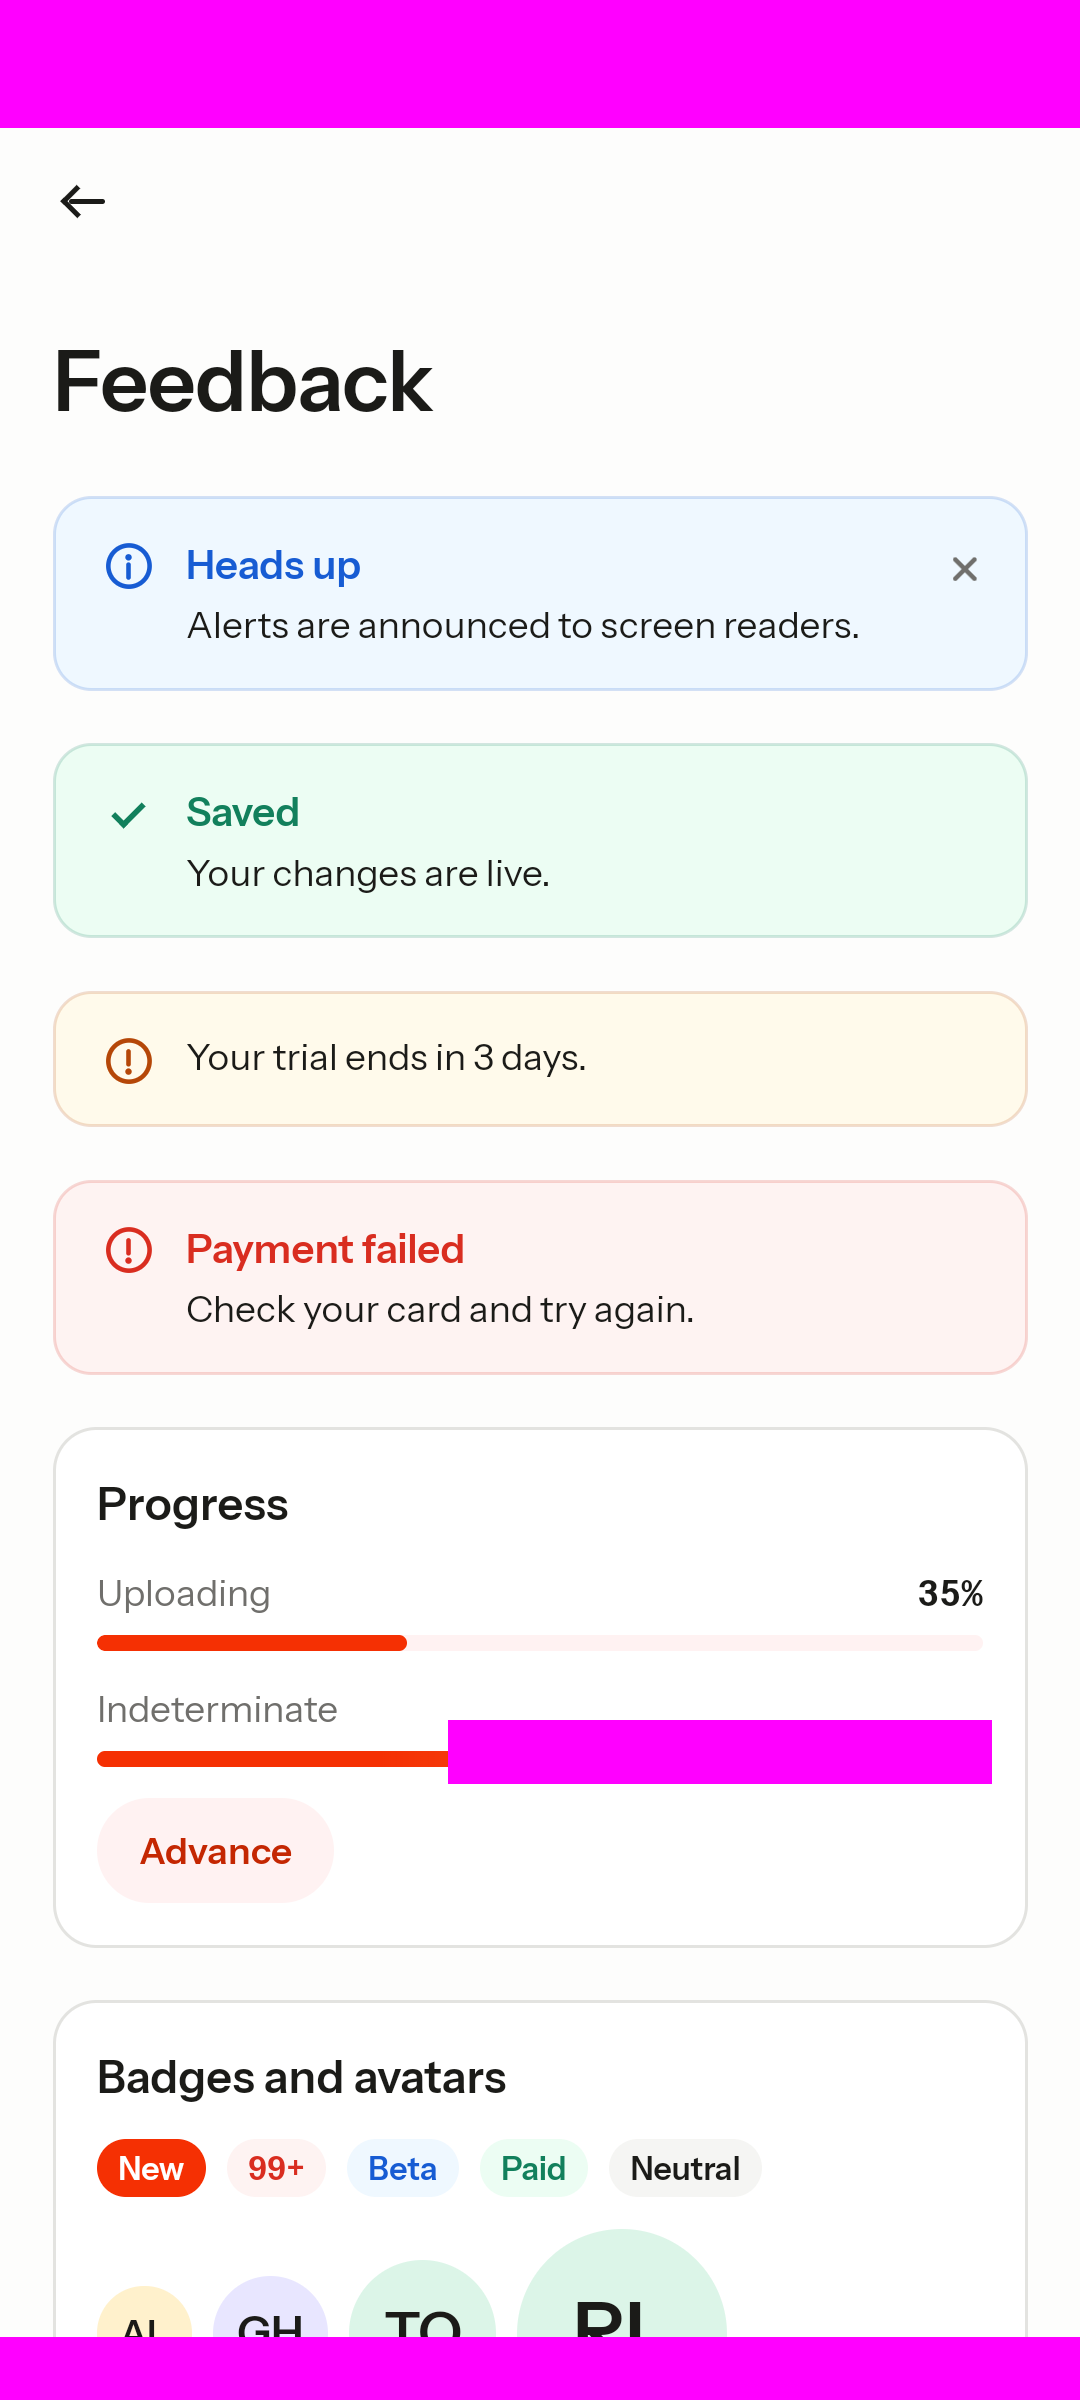 Feedback
Heads up
Alerts are announced to screen readers.
Saved
Your changes are live.
Your trial ends in 3 days.
Payment failed
Check your card and try again.
Progress
Uploading 35%
Indeterminate
Advance
Badges and avatars
New 99+ Beta Paid Neutral
GH TO